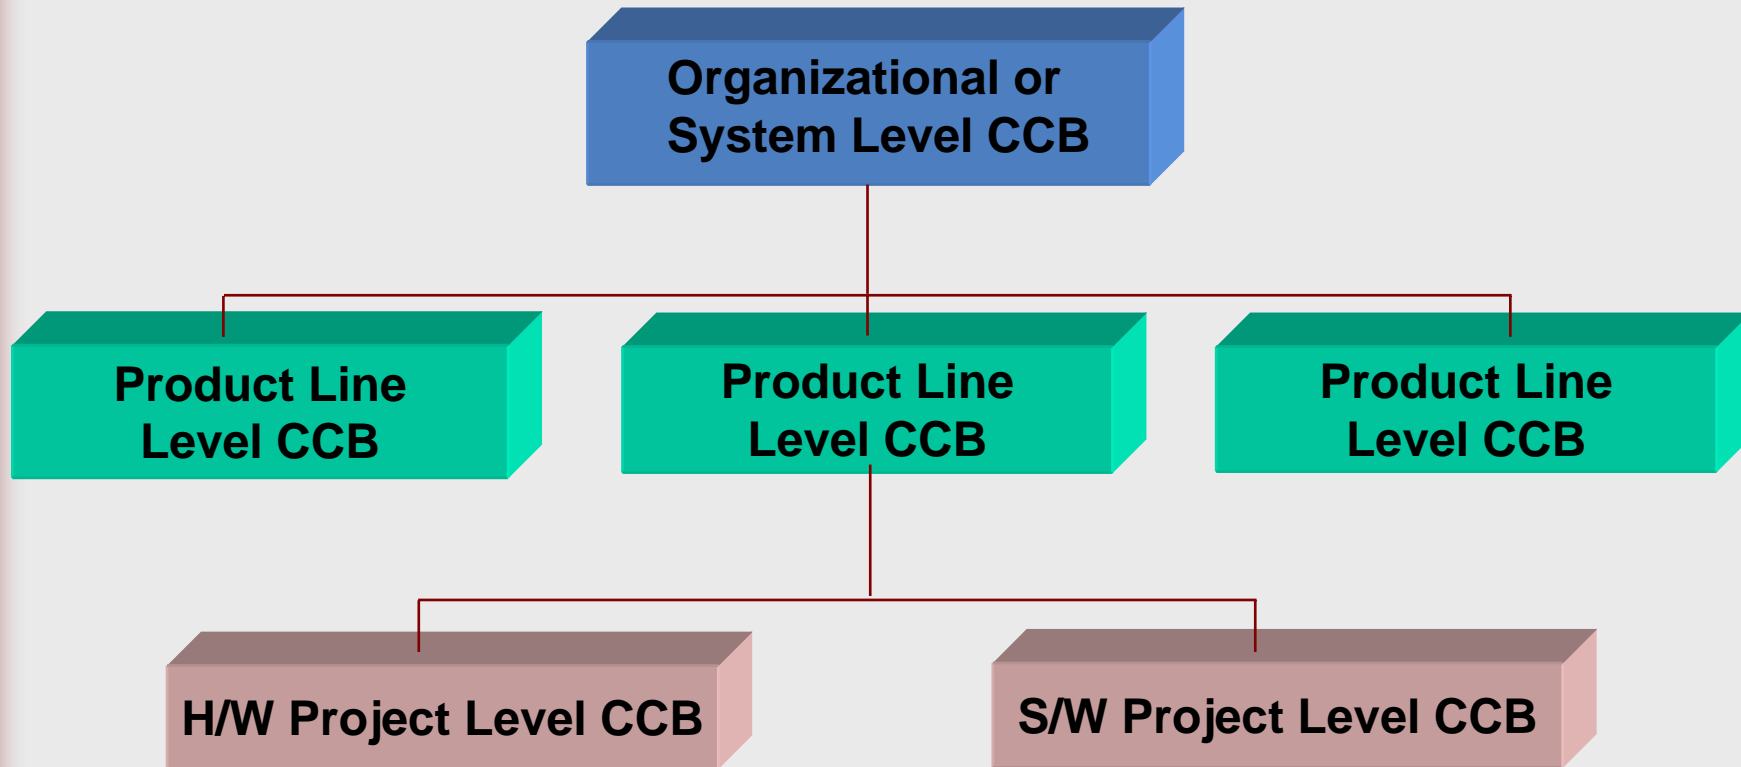 Organizational or
System Level CCB
Product Line
Level CCB
Product Line
Level CCB
Product Line
Level CCB
H/W Project Level CCB
S/W Project Level CCB